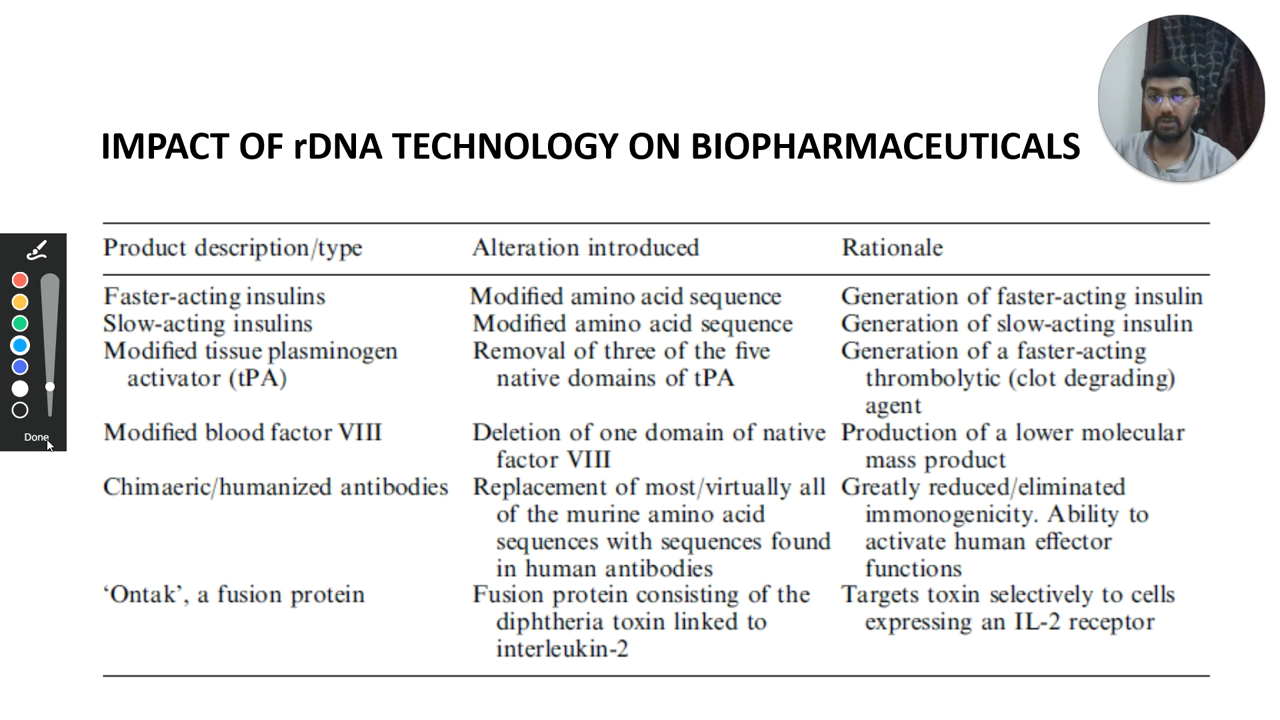 IMPACT OF rDNA TECHNOLOGY ON BIOPHARMACEUTICALS
Product description/type Alteration introduced Rationale
Faster-acting insulins Modified amino acid sequence Generation of faster-acting insulin
Slow-acting insulins Modified amino acid sequence Generation of slow-acting insulin
Modified tissue plasminogen Removal of three of the five Generation of a faster-acting
activator (tPA) native domains of tPA thrombolytic (clot degrading)
agent
Modified blood factor VIII Deletion of one domain of native Production of a lower molecular
factor VIII mass product
Chimaeric/humanized antibodies Replacement of most/virtually all Greatly reduced/eliminated
of the murine amino acid immonogenicity. Ability to
sequences with sequences found activate human effector
in human antibodies functions
‘Ontak’, a fusion protein Fusion protein consisting of the Targets toxin selectively to cells
diphtheria toxin linked to expressing an IL-2 receptor
interleukin-2
Done